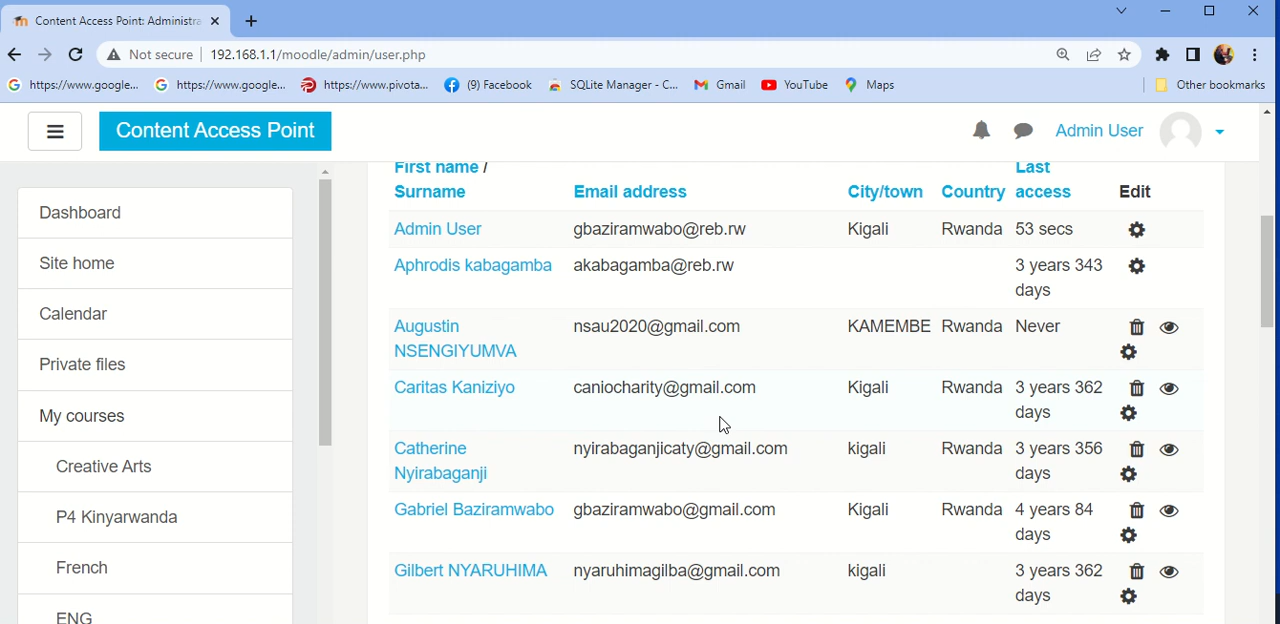 Content Access Point: Administra
Not secure 192.168.1.1/moodle/admin/user.php
https://www.google... https://www.google... https://www.pivota... (9) Facebook SQLite Manager - C... Gmail YouTube Maps Other bookmarks
Content Access Point Admin User
Dashboard
Site home
Calendar
Private files
My courses
Creative Arts
P4 Kinyarwanda
French
ENG
First name / Last
Surname Email address City/town Country access Edit
Admin User gbaziramwabo@reb.rw Kigali Rwanda 53 secs
Aphrodis kabagamba akabagamba@reb.rw 3 years 343
days
Augustin nsau2020@gmail.com KAMEMBE Rwanda Never
NSENGIYUMVA
Caritas Kaniziyo caniocharity@gmail.com Kigali Rwanda 3 years 362
days
Catherine nyirabaganjicaty@gmail.com kigali Rwanda 3 years 356
Nyirabaganji days
Gabriel Baziramwabo gbaziramwabo@gmail.com Kigali Rwanda 4 years 84
days
Gilbert NYARUHIMA nyaruhimagilba@gmail.com kigali 3 years 362
days